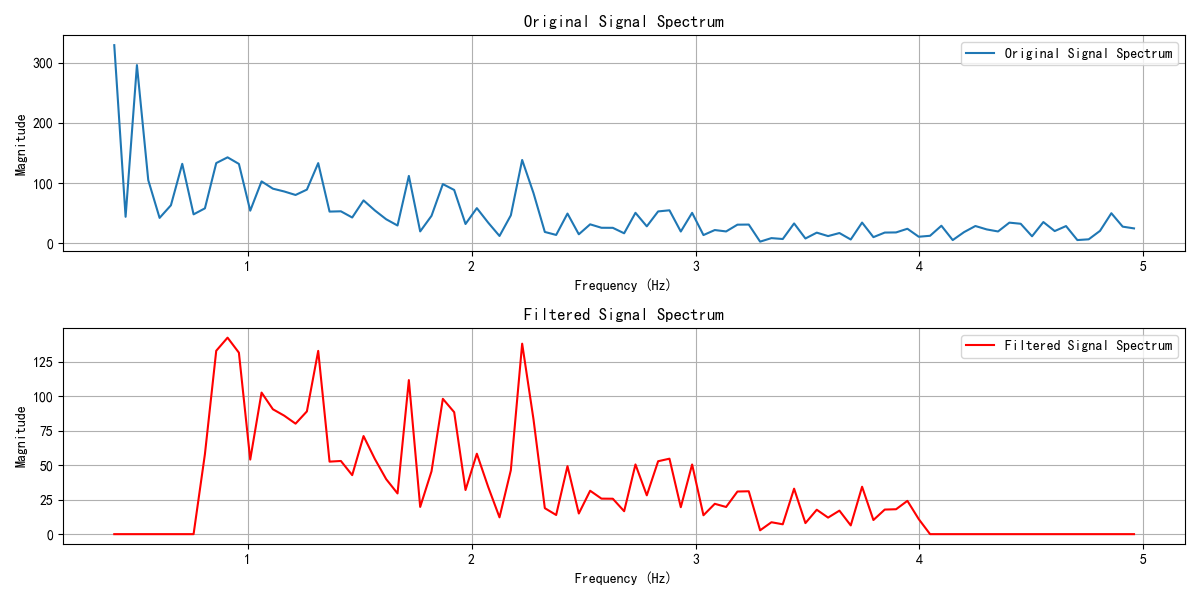 Original Signal Spectrum
Original Signal Spectrum
300
200
100
0
Magnitude
1
2
3
4
5
Frequency (Hz)
Filtered Signal Spectrum
Filtered Signal Spectrum
125
100
75
50
25
0
Magnitude
1
2
3
4
5
Frequency (Hz)